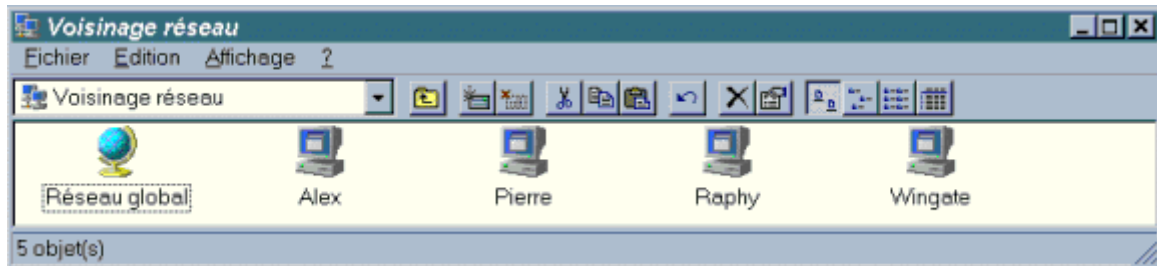 Voisinage réseau
Fichier Edition Affichage ?
Voisinage réseau
Réseau global Alex Pierre Raphy Wingate
5 objet(s)